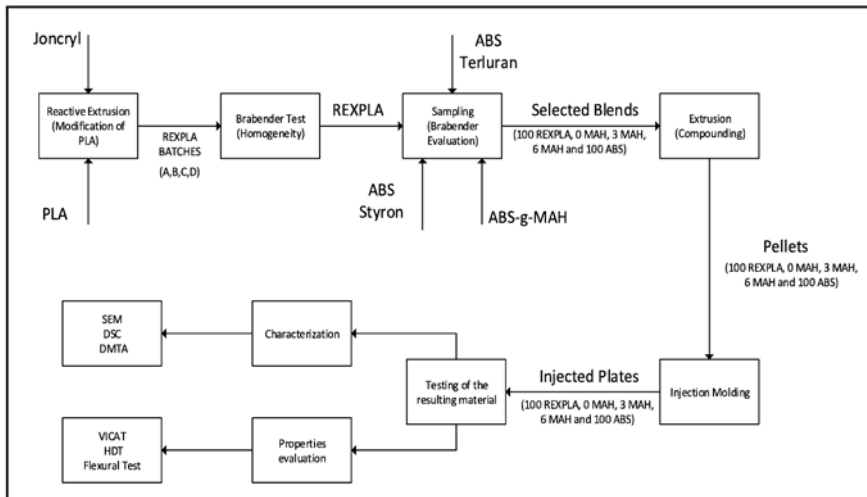 Joncryl
ABS
Terluran
Reactive Extrusion
(Modification of
PLA)
REXPLA
BATCHES
(A,B,C,D)
Brabender Test
(Homogeneity)
REXPLA
Sampling
(Brabender
Evaluation)
Selected Blends
(100 REXPLA, 0 MAH, 3 MAH,
6 MAH and 100 ABS)
Extrusion
(Compounding)
PLA
ABS
Styron
ABS-g-MAH
Pellets
(100 REXPLA, 0 MAH, 3 MAH,
6 MAH and 100 ABS)
SEM
DSC
DMTA
Characterization
Testing of the
resulting material
Injected Plates
(100 REXPLA, 0 MAH, 3 MAH,
6 MAH and 100 ABS)
Injection Molding
VICAT
HDT
Flexural Test
Properties
evaluation